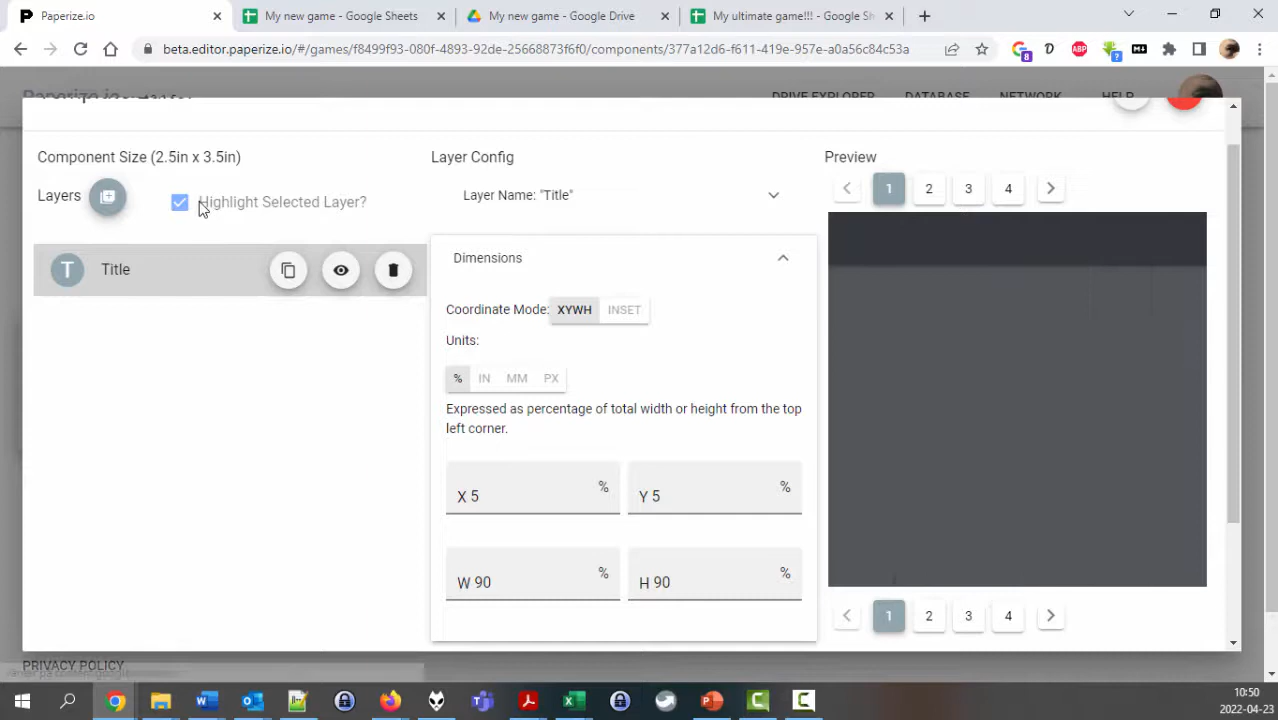 Paperize.io
My new game - Google Sheets
My new game - Google Drive
My ultimate game!!! - Google Sh
beta.editor.paperize.io/#/games/f8499f93-080f-4893-92de-25968873f6f0/components/377a12d6-f611-419e-957e-a0a56c84c53a
DRIVE EXPLORER DATABASE NETWORK HELP
Component Size (2.5in x 3.5in)
Layer Config
Preview
Layers
Highlight Selected Layer?
Layer Name: "Title"
1 2 3 4
T Title
Dimensions
Coordinate Mode: XYWH INSET
Units:
% IN MM PX
Expressed as percentage of total width or height from the top
left corner.
X 5 %
Y 5 %
W 90 %
H 90 %
1 2 3 4
PRIVACY POLICY
10:50
2022-04-23